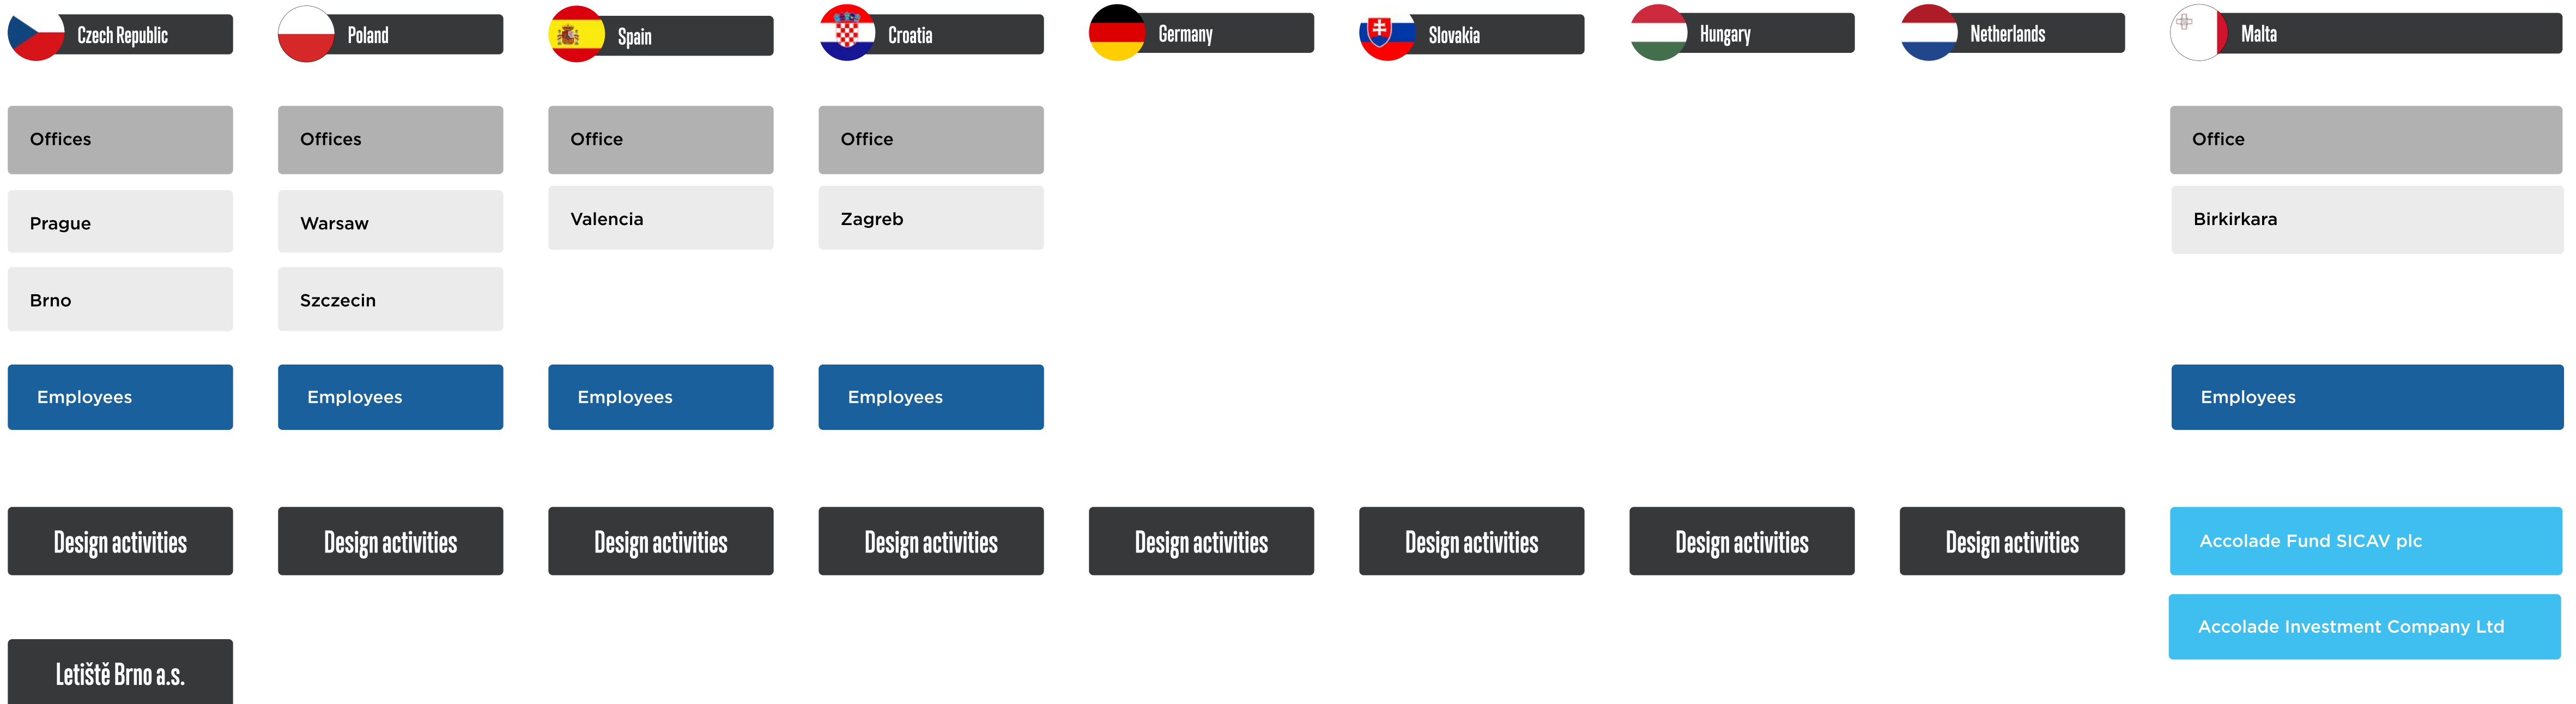 Czech Republic
Poland
Spain
Croatia
Germany
Slovakia
Hungary
Netherlands
Malta
Offices
Offices
Office
Office
Office
Prague
Warsaw
Valencia
Zagreb
Birkirkara
Brno
Szczecin
Employees
Employees
Employees
Employees
Employees
Design activities
Design activities
Design activities
Design activities
Design activities
Design activities
Design activities
Design activities
Accolade Fund SICAV plc
Accolade Investment Company Ltd
Letiště Brno a.s.